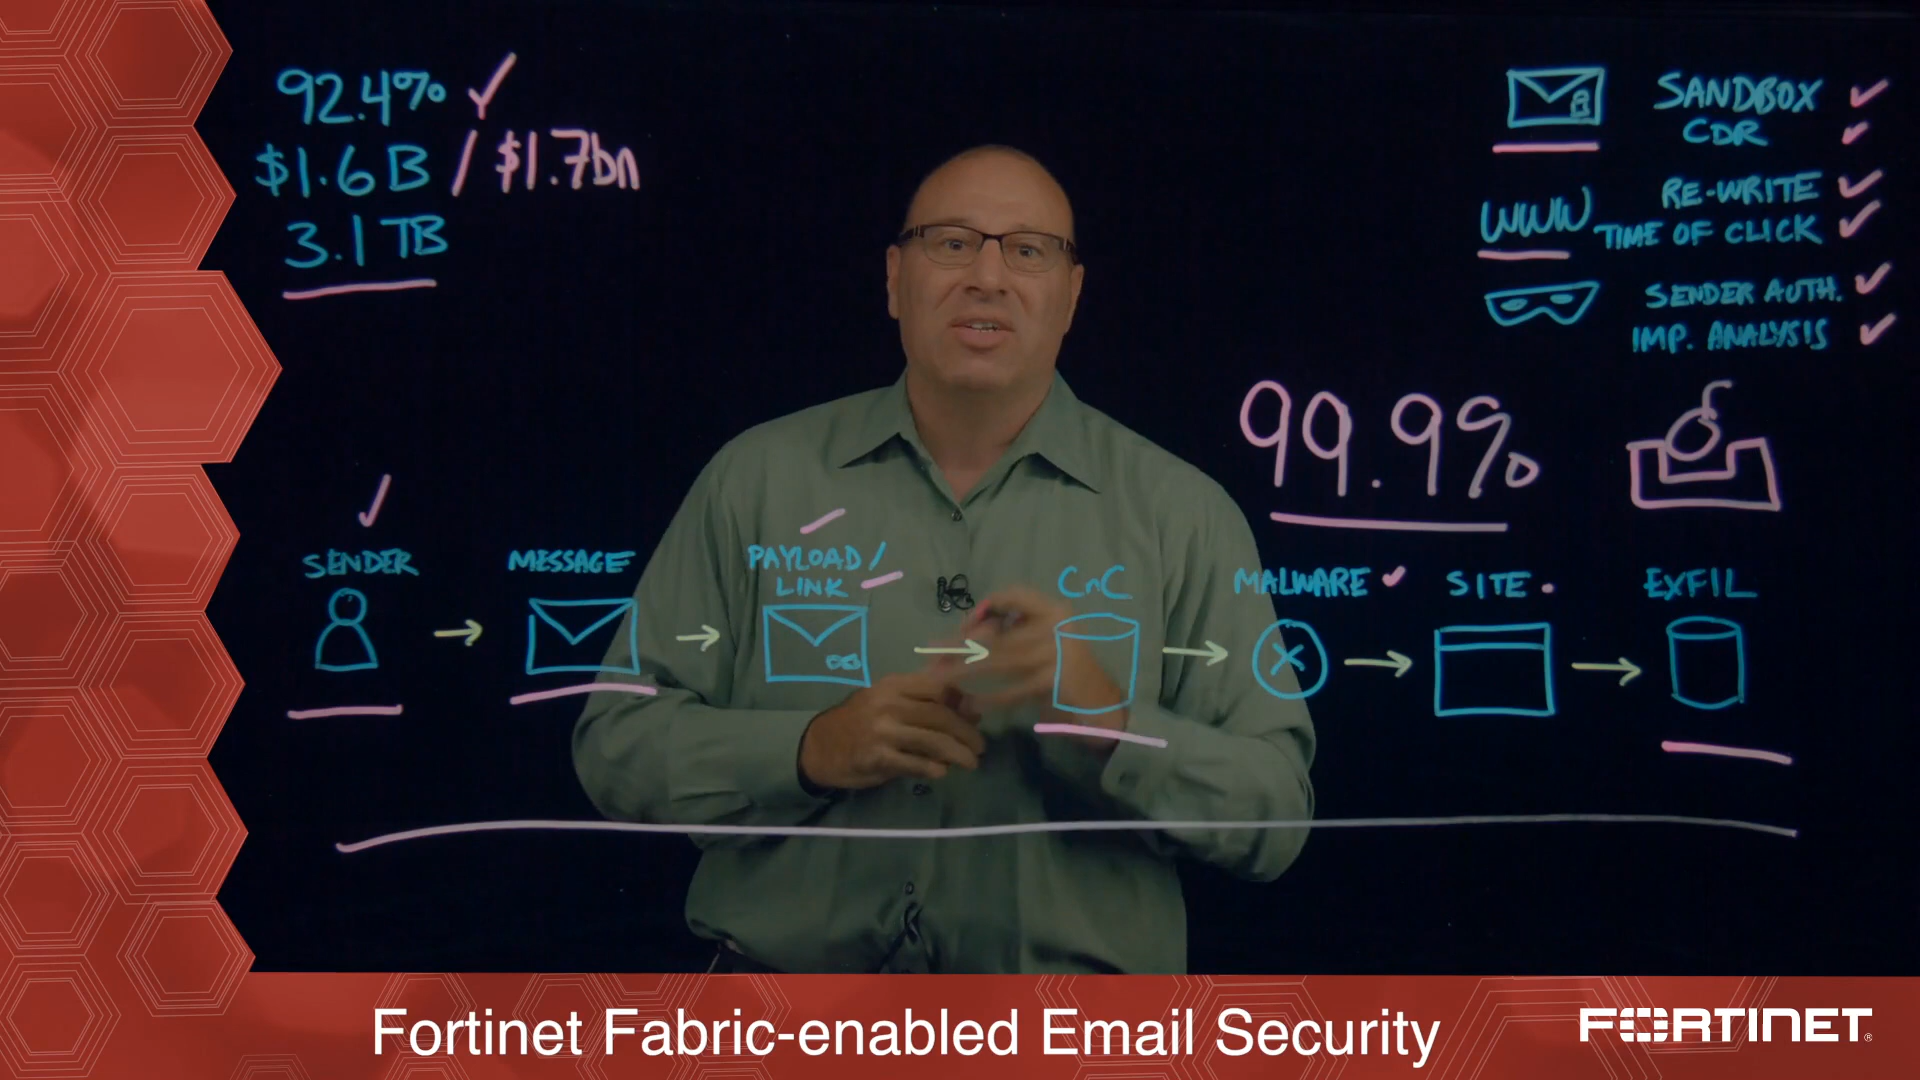 92.4%
$1.6B / $1.7bn
3.1 TB
SANDBOX
CDR
WWW
RE-WRITE
TIME OF CLICK
SENDER AUTH.
IMP. ANALYSIS
99.9%
SENDER
MESSAGE
PAYLOAD/
LINK
CnC
MALWARE
SITE
EXFIL
Fortinet Fabric-enabled Email Security
FORTINET®